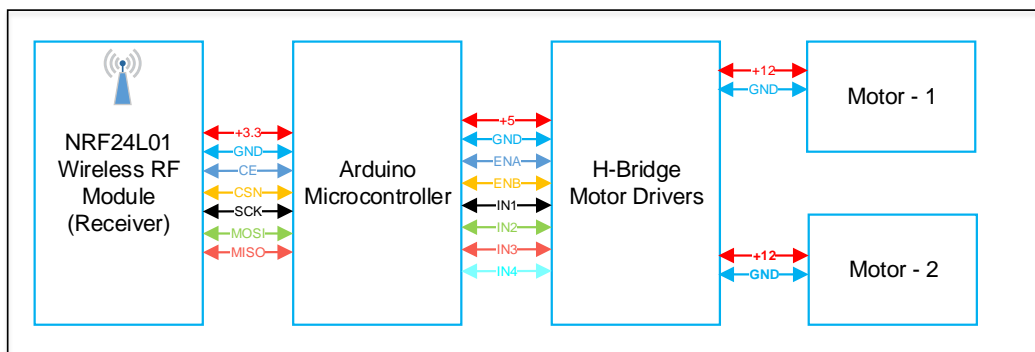 NRF24L01
Wireless RF
Module
(Receiver)
+3.3
GND
CE
CSN
SCK
MOSI
MISO
Arduino
Microcontroller
+5
GND
ENA
ENB
IN1
IN2
IN3
IN4
H-Bridge
Motor Drivers
+12
GND
Motor - 1
+12
GND
Motor - 2